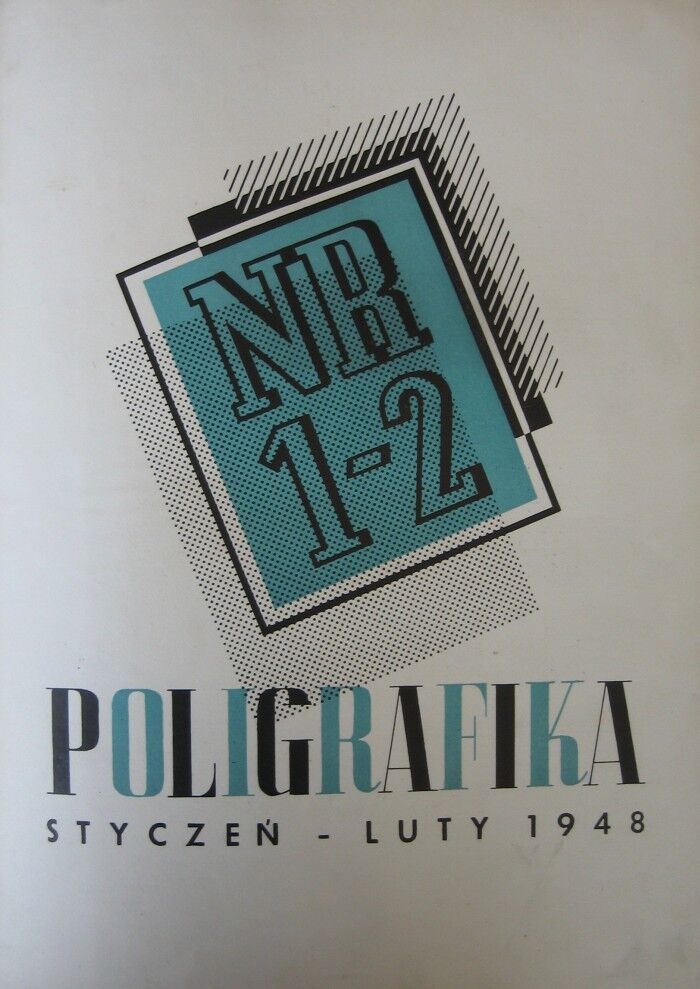 NR
1-2
POLIGRAFIKA
STYCZEŃ - LUTY 1948